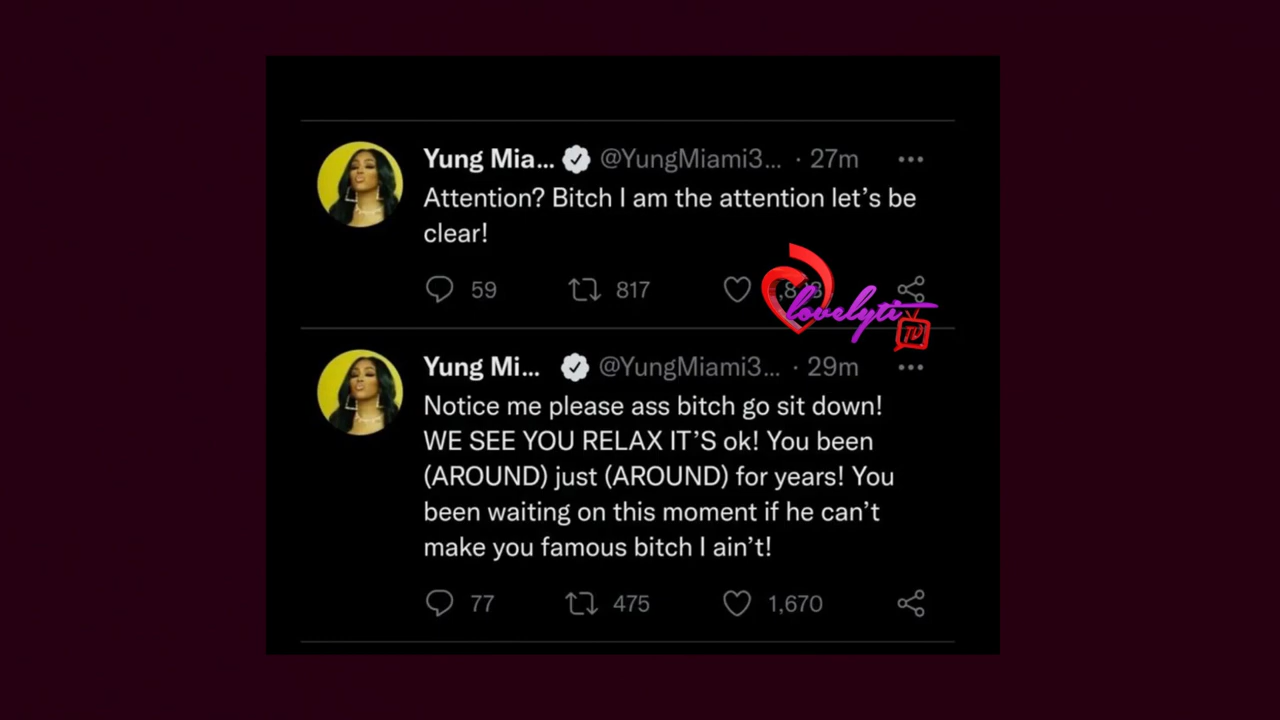 Yung Mia... @YungMiami3... · 27m
Attention? Bitch I am the attention let's be
clear!
59 817
lovelyti
TV
Yung Mi... @YungMiami3... · 29m
Notice me please ass bitch go sit down!
WE SEE YOU RELAX IT'S ok! You been
(AROUND) just (AROUND) for years! You
been waiting on this moment if he can't
make you famous bitch I ain't!
77 475 1,670